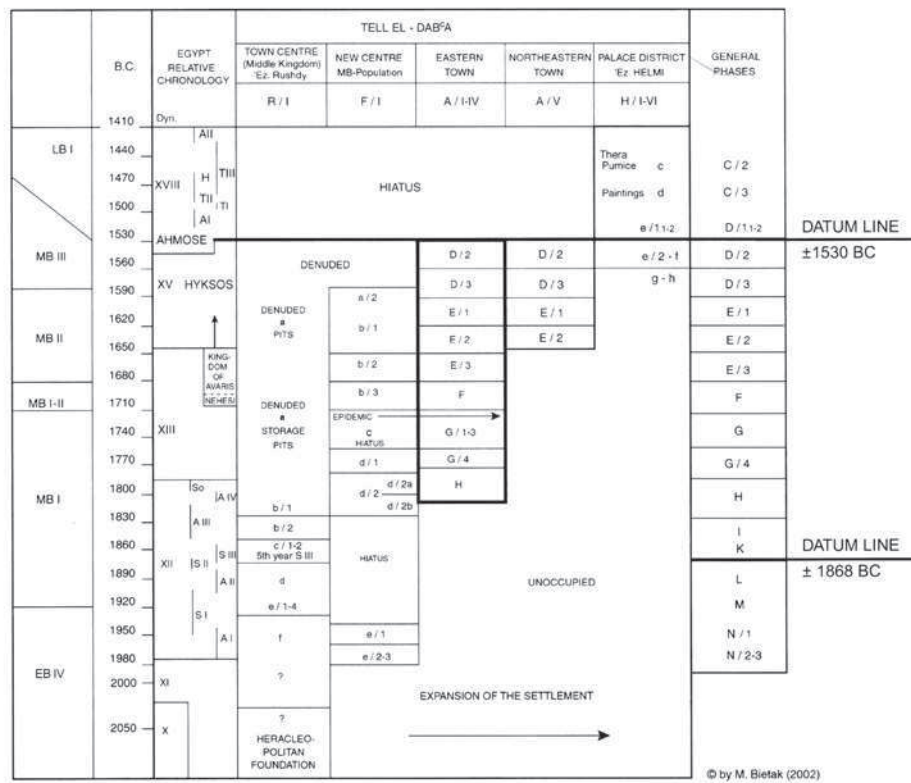 TELL EL - DABᶜA
B.C.
EGYPT
RELATIVE
CHRONOLOGY
TOWN CENTRE
(Middle Kingdom)
'Ez. Rushdy
NEW CENTRE
MB-Population
EASTERN
TOWN
NORTHEASTERN
TOWN
PALACE DISTRICT
'Ez. HELMI
GENERAL
PHASES
R / I
F / I
A / I-IV
A / V
H / I-VI
1410
Dyn.
LB I
1440
1470
1500
1530
MB III
1560
1590
1620
MB II
1650
1680
MB I-II
1710
1740
1770
MB I
1800
1830
1860
1890
1920
1950
1980
EB IV
2000
2050
AII
TIII
XVIII
H
TII
TI
AI
AHMOSE
XV HYKSOS
KING-
DOM
OF
AVARIS
NEHESI
XIII
So
A IV
A III
XII
S III
S II
A II
S I
A I
XI
X
HIATUS
DENUDED
DENUDED
a
PITS
DENUDED
a
STORAGE
PITS
b / 1
b / 2
c / 1-2
5th year S III
d
e / 1-4
f
?
?
HERACLEO-
POLITAN
FOUNDATION
a / 2
b / 1
b / 2
b / 3
EPIDEMIC
c
HIATUS
d / 1
d / 2a
d / 2
d / 2b
HIATUS
e / 1
e / 2-3
D / 2
D / 3
E / 1
E / 2
E / 3
F
G / 1-3
G / 4
H
D / 2
D / 3
E / 1
E / 2
Thera
Pumice c
Paintings d
e / 1.1-2
e / 2 - f
g - h
UNOCCUPIED
EXPANSION OF THE SETTLEMENT
C / 2
C / 3
D / 1.1-2
D / 2
D / 3
E / 1
E / 2
E / 3
F
G
G / 4
H
I
K
L
M
N / 1
N / 2-3
DATUM LINE
±1530 BC
DATUM LINE
± 1868 BC
© by M. Bietak (2002)